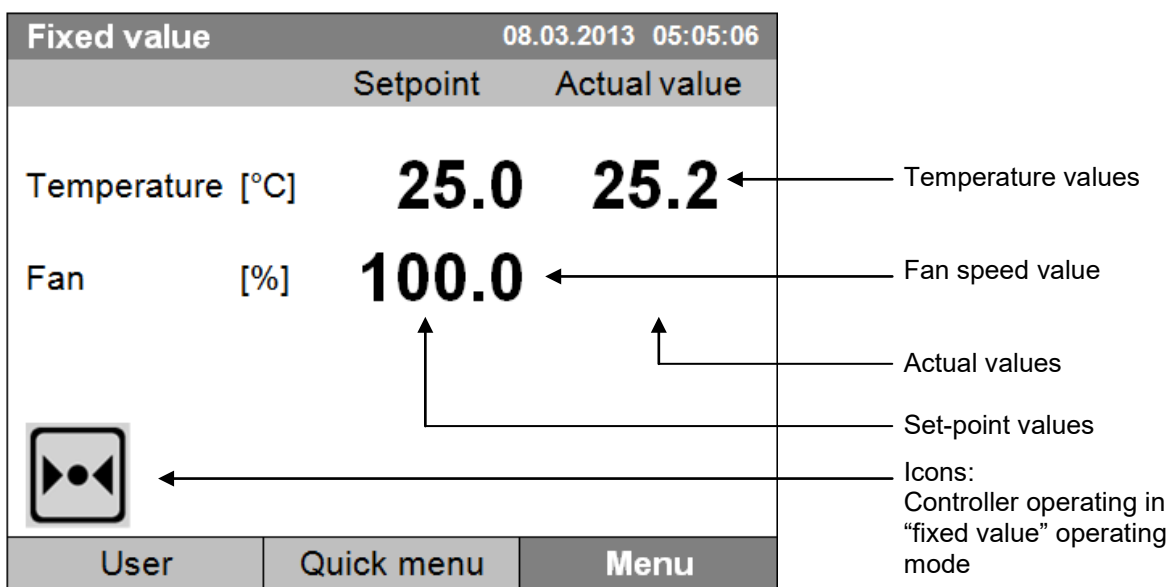 Fixed value 08.03.2013 05:05:06
Setpoint Actual value
Temperature [°C] 25.0 25.2
Temperature values
Fan [%] 100.0
Fan speed value
Actual values
Set-point values
Icons:
Controller operating in
“fixed value” operating
mode
User Quick menu Menu